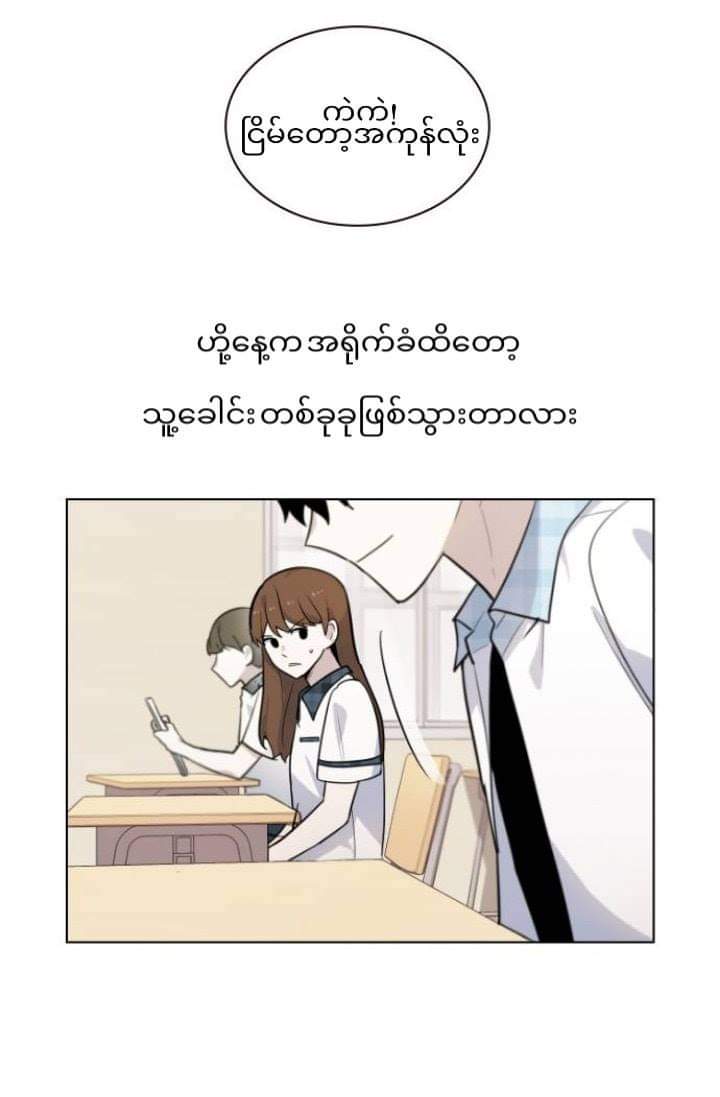 ကဲကဲ!
ငြိမ်တော့အကုန်လုံး
ဟို့နေ့က အရိုက်ခံထိတော့
သူ့ခေါင်း တစ်ခုခုဖြစ်သွားတာလား